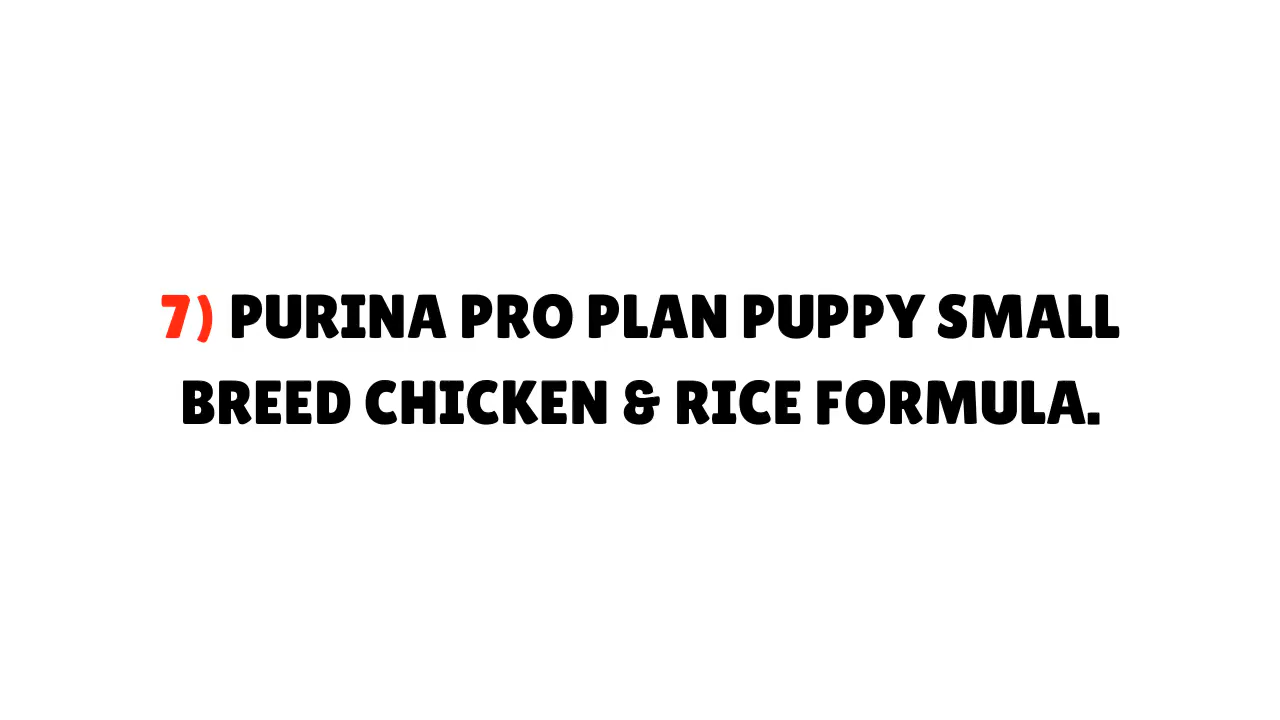 7) PURINA PRO PLAN PUPPY SMALL
BREED CHICKEN & RICE FORMULA.